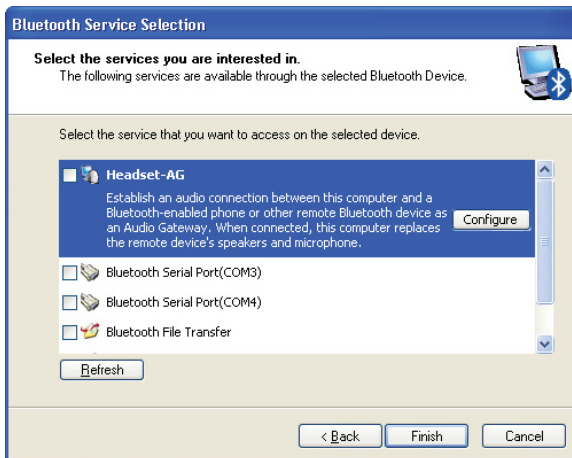 Bluetooth Service Selection
Select the services you are interested in.
The following services are available through the selected Bluetooth Device.
Select the service that you want to access on the selected device.
Headset-AG
Establish an audio connection between this computer and a
Bluetooth-enabled phone or other remote Bluetooth device as
an Audio Gateway. When connected, this computer replaces
the remote device's speakers and microphone.
Configure
Bluetooth Serial Port(COM3)
Bluetooth Serial Port(COM4)
Bluetooth File Transfer
Refresh
< Back
Finish
Cancel